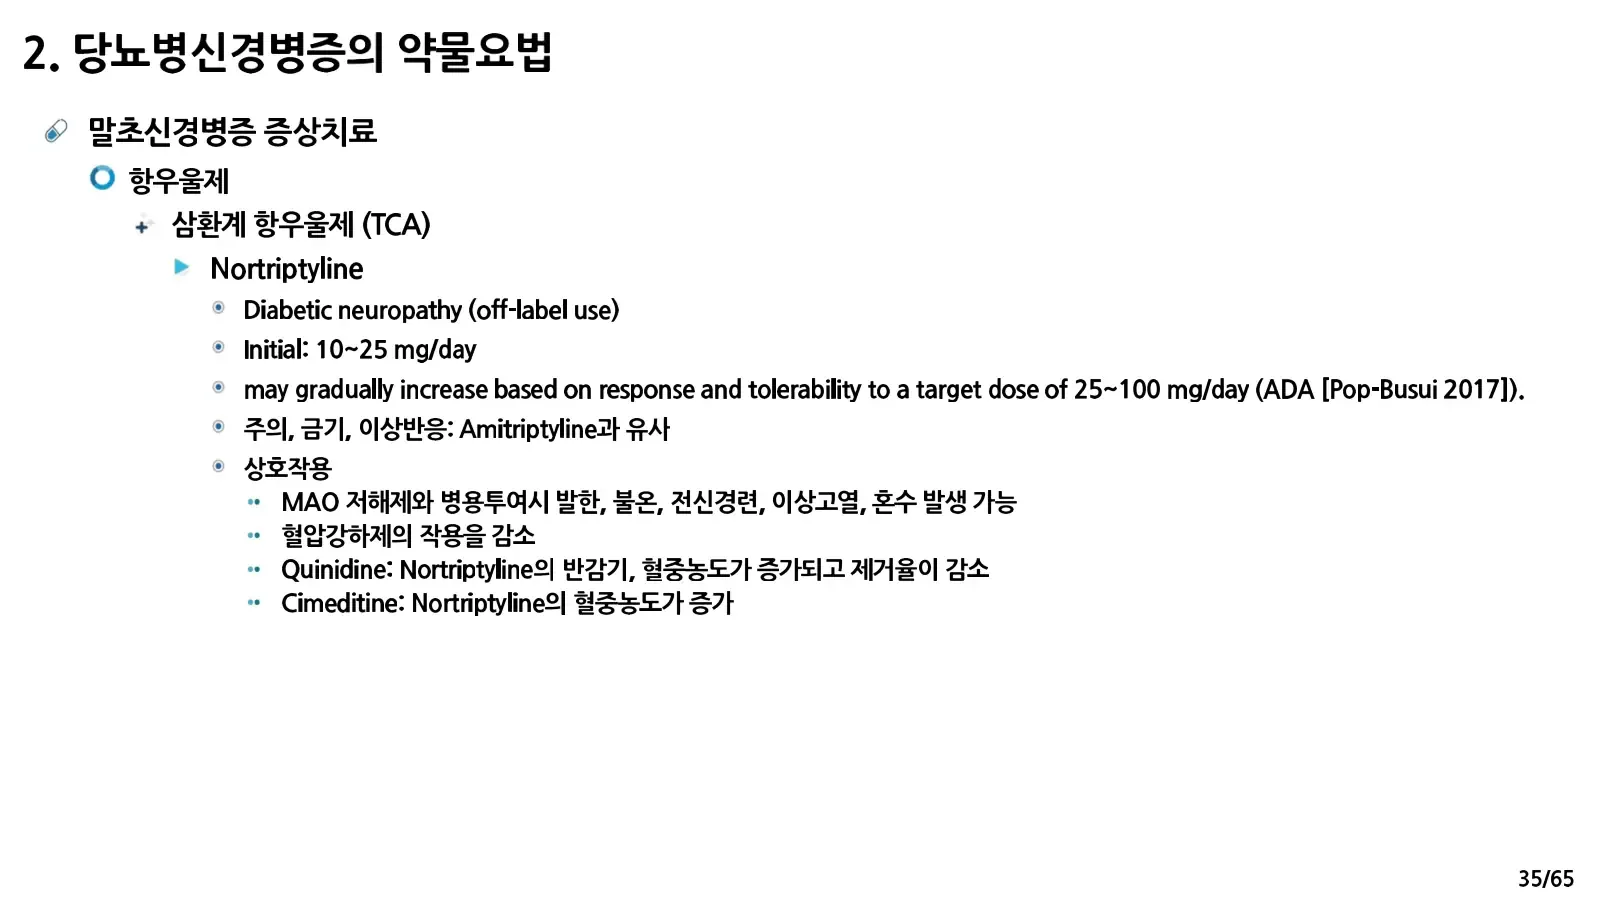 2. 당뇨병신경병증의 약물요법
말초신경병증 증상치료
항우울제
삼환계 항우울제 (TCA)
Nortriptyline
Diabetic neuropathy (off-label use)
Initial: 10~25 mg/day
may gradually increase based on response and tolerability to a target dose of 25~100 mg/day (ADA [Pop-Busui 2017]).
주의, 금기, 이상반응: Amitriptyline과 유사
상호작용
MAO 저해제와 병용투여시 발한, 불온, 전신경련, 이상고열, 혼수 발생 가능
혈압강하제의 작용을 감소
Quinidine: Nortriptyline의 반감기, 혈중농도가 증가되고 제거율이 감소
Cimeditine: Nortriptyline의 혈중농도가 증가
35/65